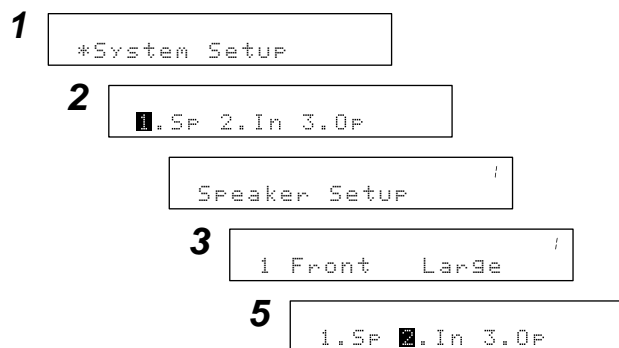 1
*System Setup
2
1.Sp 2.In 3.Op
1
Speaker Setup
3
1
1 Front Large
5
1.Sp 2.In 3.Op